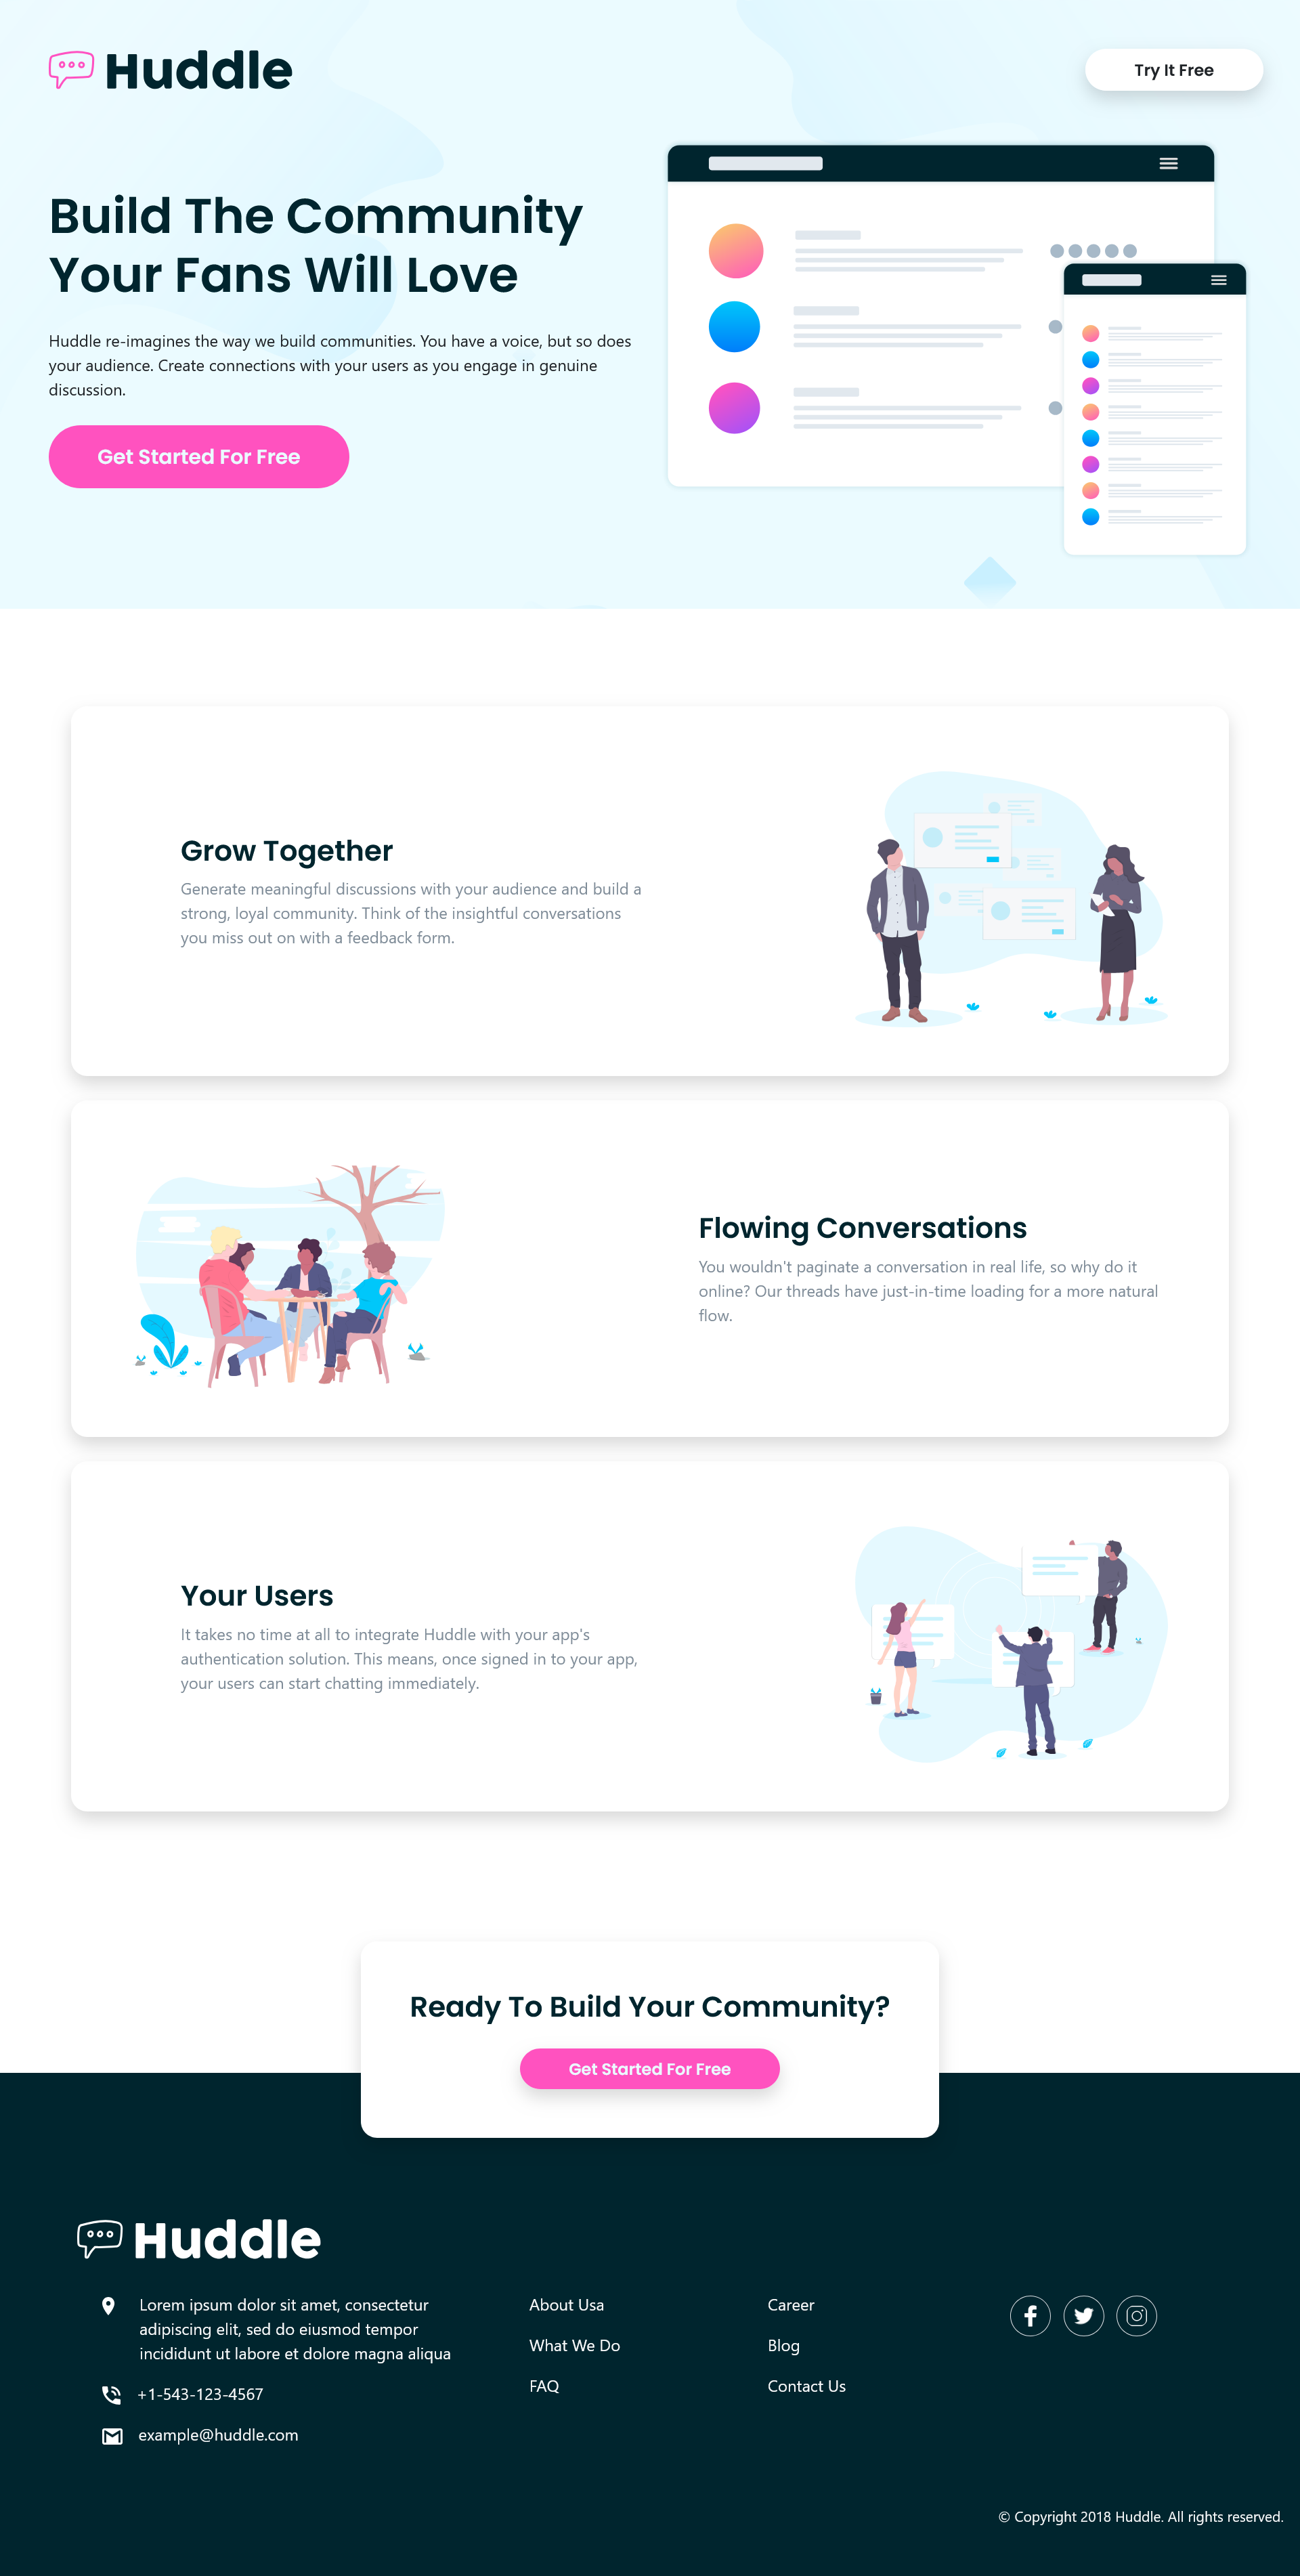 Huddle
Try It Free
Build The Community
Your Fans Will Love
Huddle re-imagines the way we build communities. You have a voice, but so does
your audience. Create connections with your users as you engage in genuine
discussion.
Get Started For Free
Grow Together
Generate meaningful discussions with your audience and build a
strong, loyal community. Think of the insightful conversations
you miss out on with a feedback form.
Flowing Conversations
You wouldn't paginate a conversation in real life, so why do it
online? Our threads have just-in-time loading for a more natural
flow.
Your Users
It takes no time at all to integrate Huddle with your app's
authentication solution. This means, once signed in to your app,
your users can start chatting immediately.
Ready To Build Your Community?
Get Started For Free
Huddle
Lorem ipsum dolor sit amet, consectetur
adipiscing elit, sed do eiusmod tempor
incididunt ut labore et dolore magna aliqua
+1-543-123-4567
example@huddle.com
About Usa
What We Do
FAQ
Career
Blog
Contact Us
© Copyright 2018 Huddle. All rights reserved.